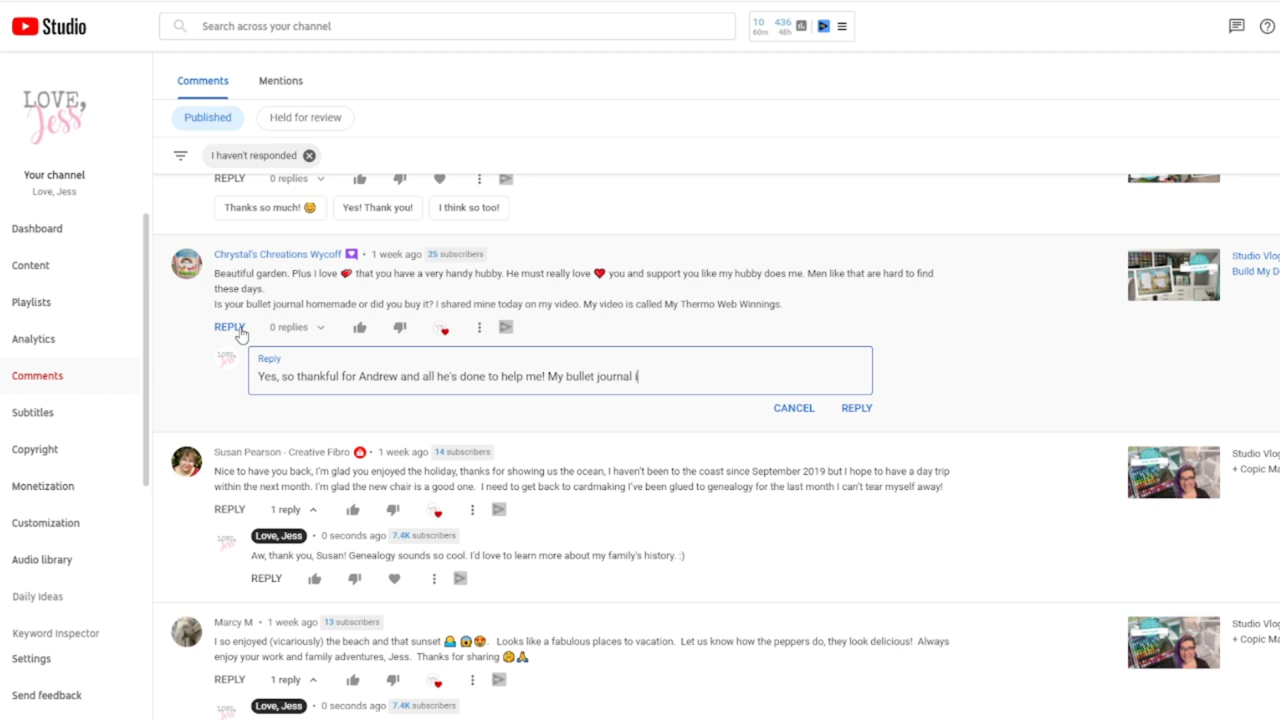 Studio
Search across your channel
10 436
60m 48h
Comments Mentions
Published Held for review
I haven't responded
LOVE,
Jess
Your channel
Love, Jess
Dashboard
Content
Playlists
Analytics
Comments
Subtitles
Copyright
Monetization
Customization
Audio library
Daily Ideas
Keyword Inspector
Settings
Send feedback
REPLY 0 replies
Thanks so much! 😊 Yes! Thank you! I think so too!
Chrystal's Chreations Wycoff • 1 week ago 25 subscribers
Beautiful garden. Plus I love 💕 that you have a very handy hubby. He must really love ❤️ you and support you like my hubby does me. Men like that are hard to find
these days.
Is your bullet journal homemade or did you buy it? I shared mine today on my video. My video is called My Thermo Web Winnings.
REPLY 0 replies
Reply
Yes, so thankful for Andrew and all he's done to help me! My bullet journal i
CANCEL REPLY
Studio Vlog
Build My D
Susan Pearson - Creative Fibro • 1 week ago 14 subscribers
Nice to have you back, I'm glad you enjoyed the holiday, thanks for showing us the ocean, I haven't been to the coast since September 2019 but I hope to have a day trip
within the next month. I'm glad the new chair is a good one. I need to get back to cardmaking I've been glued to genealogy for the last month I can't tear myself away!
REPLY 1 reply
Love, Jess • 0 seconds ago 7.4K subscribers
Aw, thank you, Susan! Genealogy sounds so cool. I'd love to learn more about my family's history. :)
REPLY
Studio Vlog
+ Copic Ma
Marcy M • 1 week ago 13 subscribers
I so enjoyed (vicariously) the beach and that sunset 🤷😱😍. Looks like a fabulous places to vacation. Let us know how the peppers do, they look delicious! Always
enjoy your work and family adventures, Jess. Thanks for sharing 😊🙏
REPLY 1 reply
Love, Jess • 0 seconds ago 7.4K subscribers
Studio Vlog
+ Copic Ma